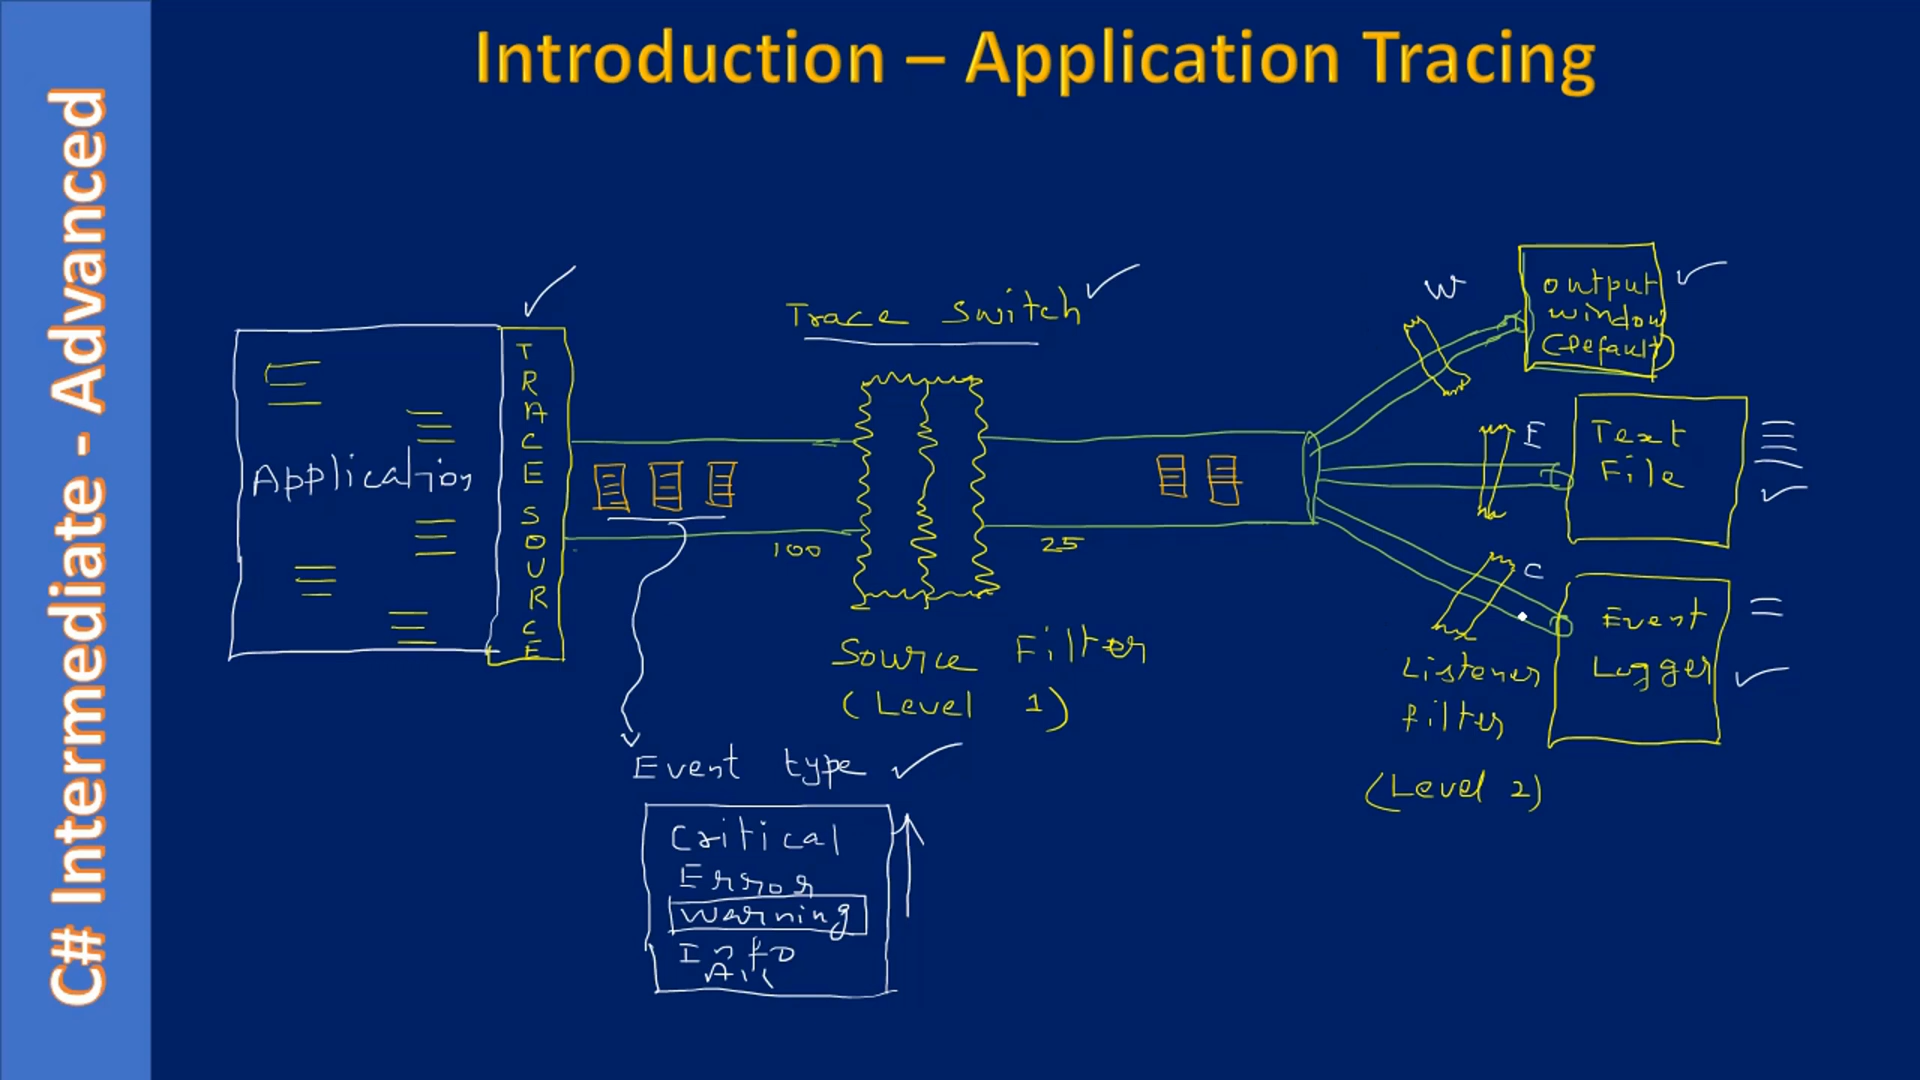 Introduction – Application Tracing
C# Intermediate - Advanced
Application
TRACE SOURCE
Trace Switch
100
25
Source Filter
(Level 1)
Event type
Critical
Error
Warning
Info
All
W
E
C
Output
window
(Default)
Text
File
Event
Logger
Listener
filter
(Level 2)